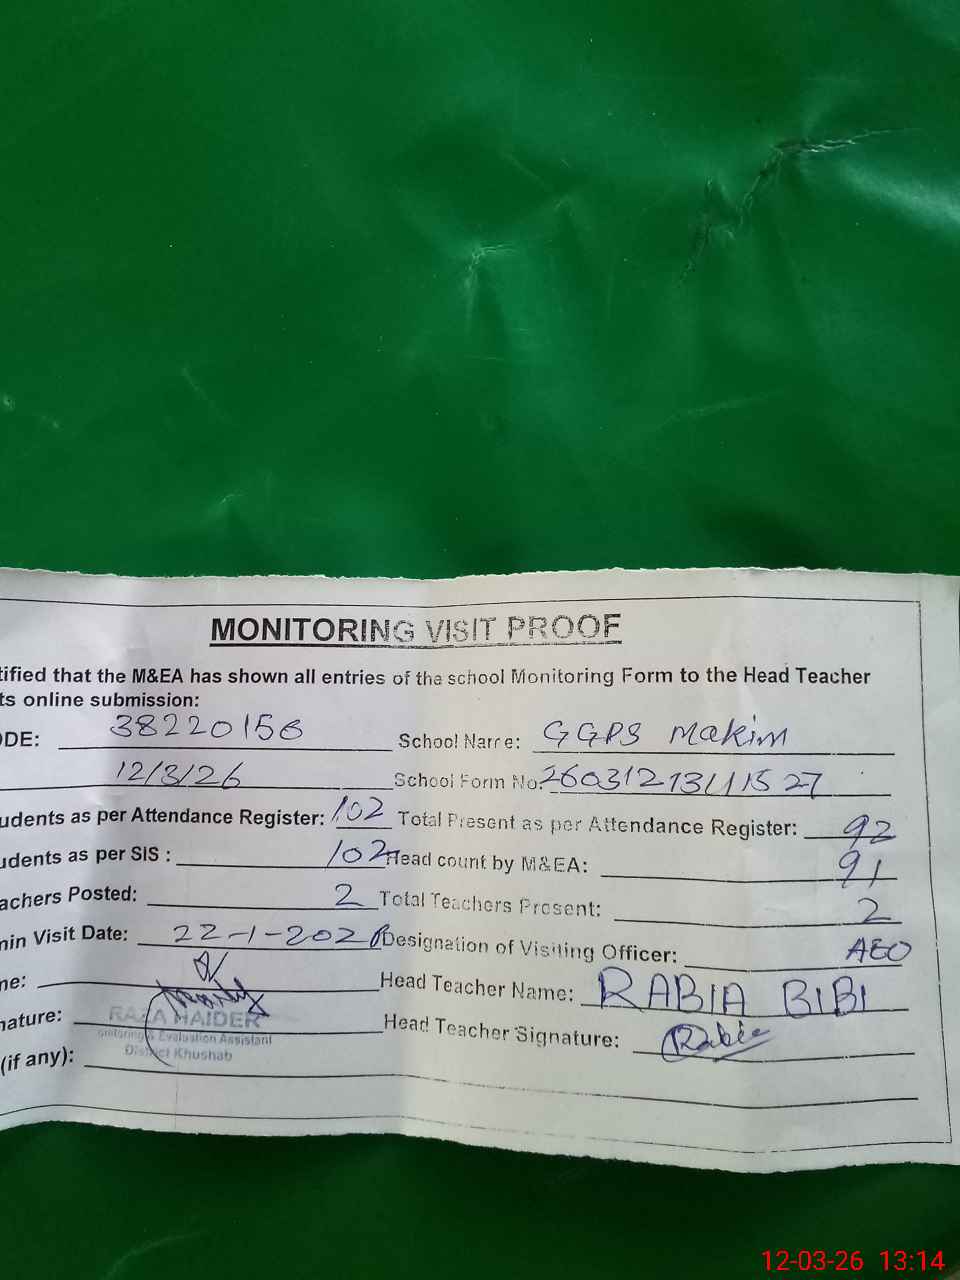 MONITORING VISIT PROOF
tified that the M&EA has shown all entries of the school Monitoring Form to the Head Teacher
ts online submission:
ODE: 38220156 School Name: GGPS Makim
12/3/26 School Form No. 26031213111527
udents as per Attendance Register: 102 Total Present as per Attendance Register: 92
udents as per SIS : 102 Head count by M&EA: 91
achers Posted: 2 Total Teachers Present: 2
min Visit Date: 22-1-2026 Designation of Visiting Officer: AEO
me: Head Teacher Name: RABIA BIBI
nature: RAZA HAIDER Head Teacher Signature: Rabia
onitoring & Evaluation Assistant
District Khushab
(if any):
12-03-26 13:14